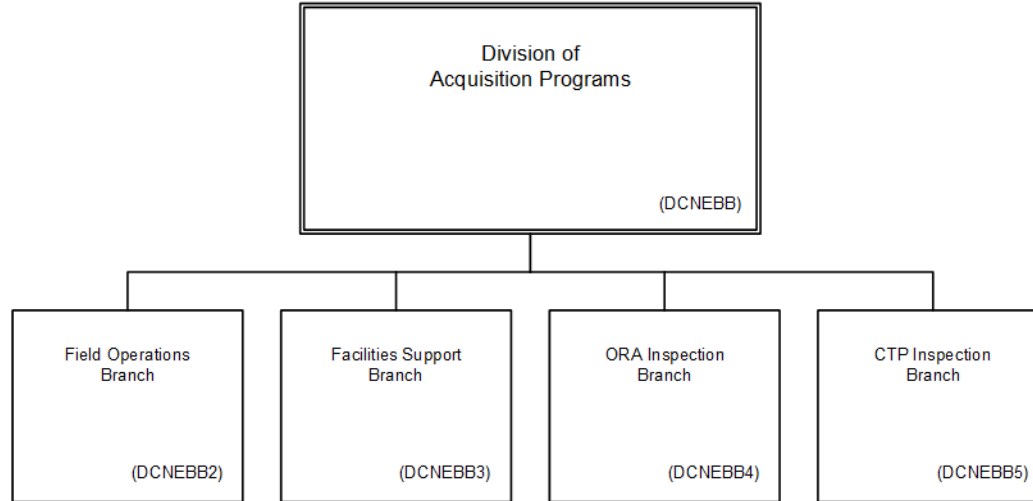 Division of
Acquisition Programs
(DCNEBB)
Field Operations
Branch
(DCNEBB2)
Facilities Support
Branch
(DCNEBB3)
ORA Inspection
Branch
(DCNEBB4)
CTP Inspection
Branch
(DCNEBB5)